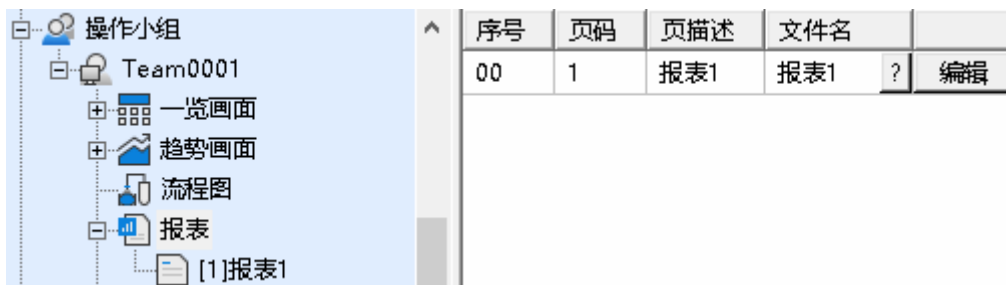 操作小组
Team0001
一览画面
趋势画面
流程图
报表
[1]报表1
序号 页码 页描述 文件名
00 1 报表1 报表1 ? 编辑